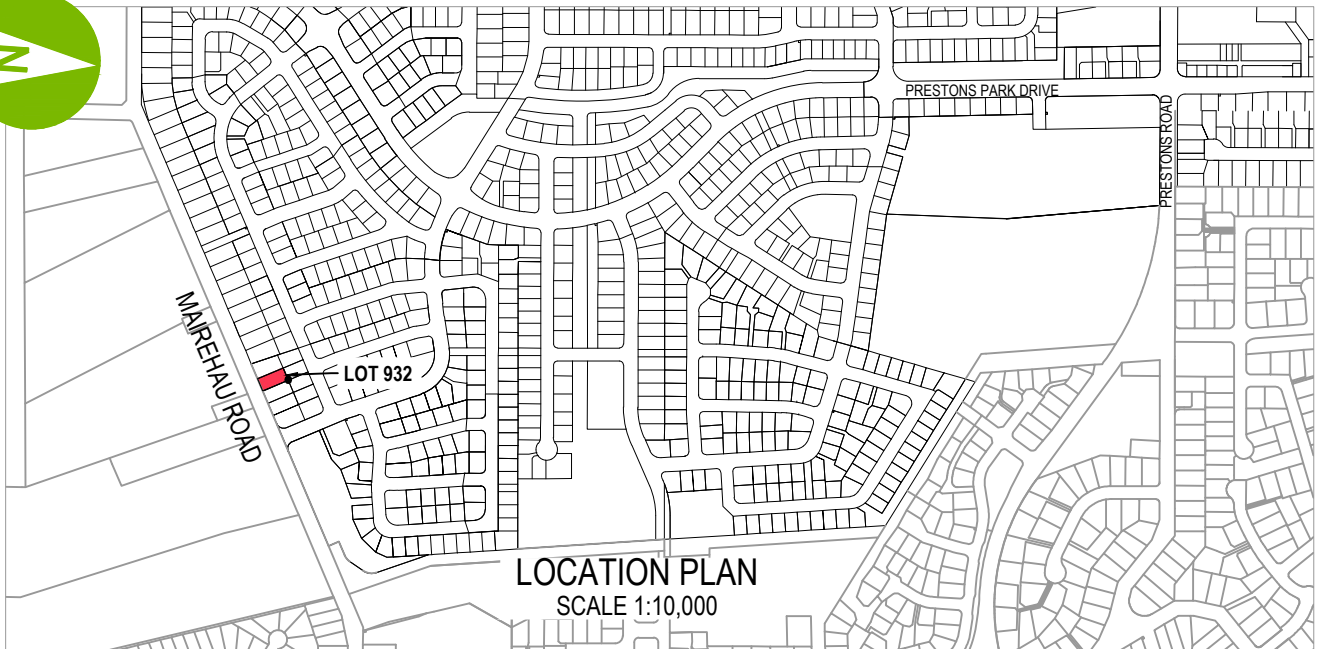 N
PRESTONS PARK DRIVE
PRESTONS ROAD
MAIREHAU ROAD
LOT 932
LOCATION PLAN
SCALE 1:10,000